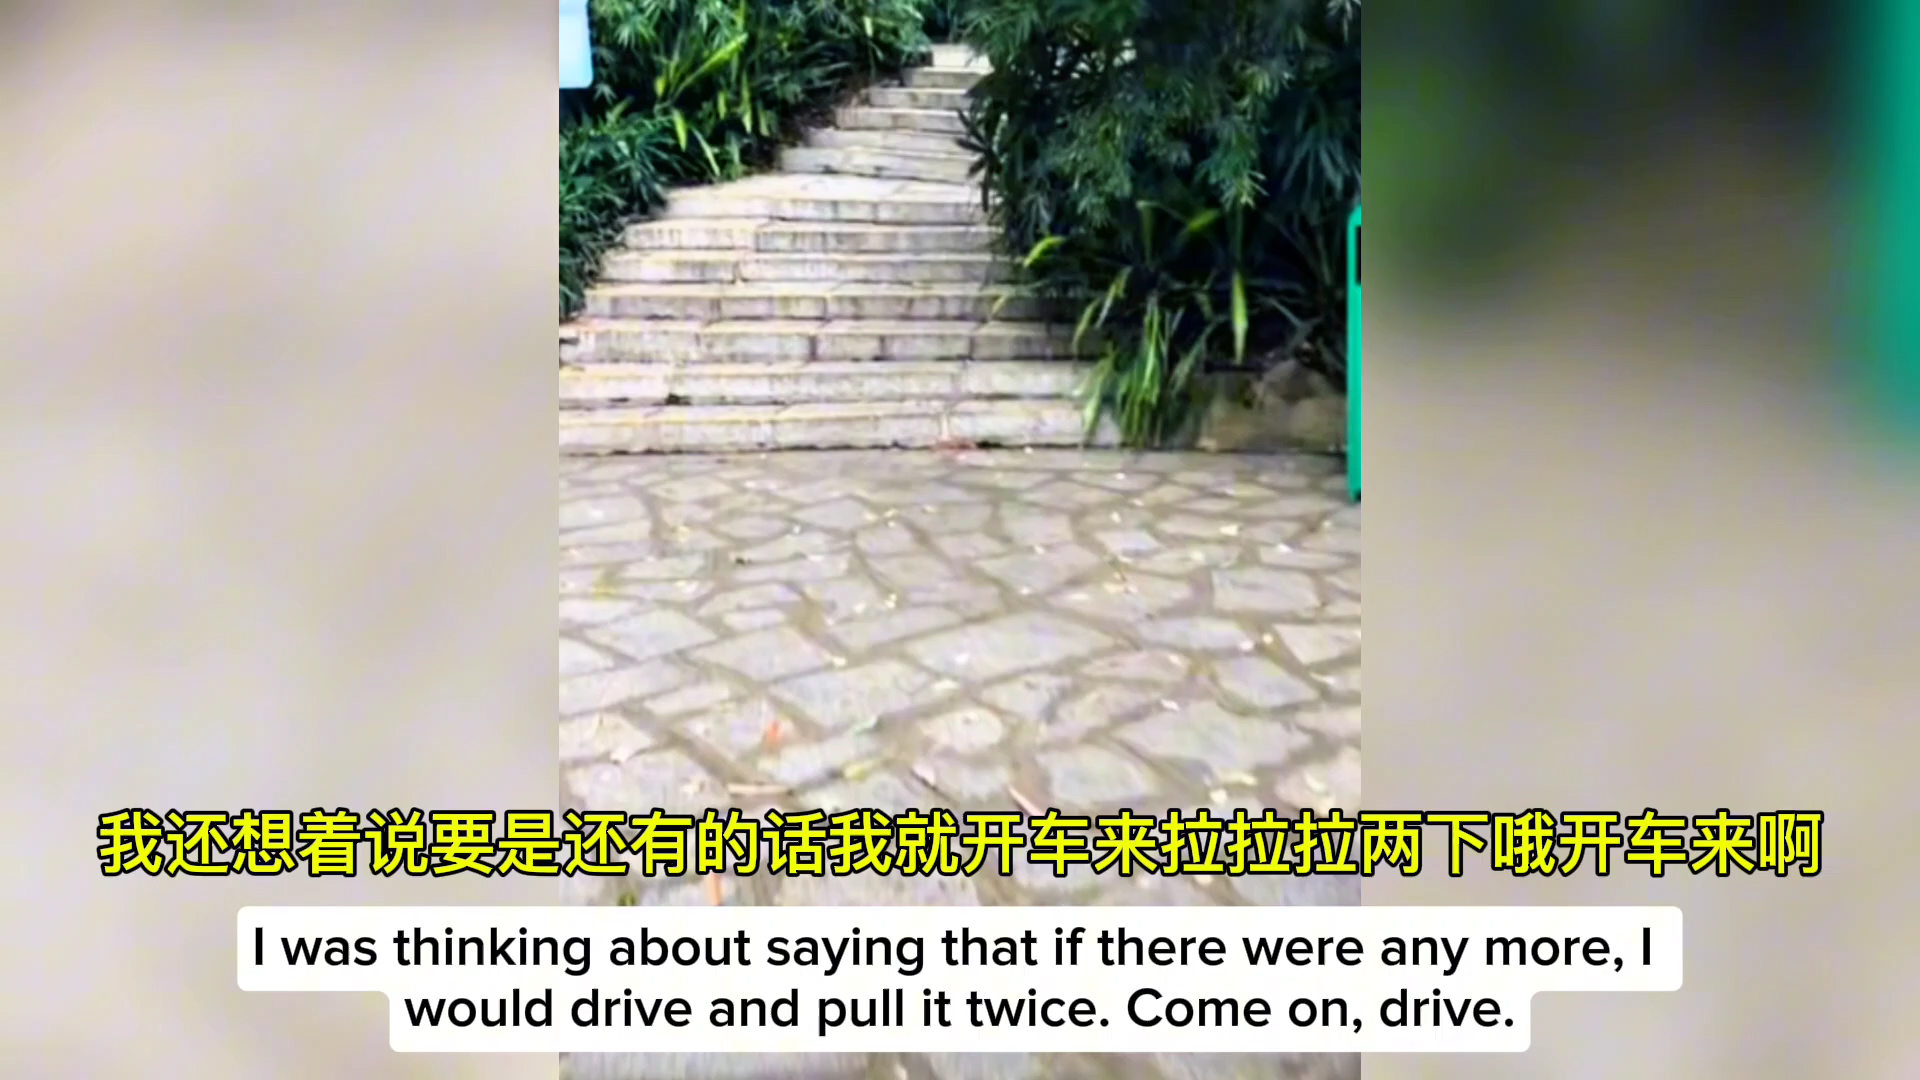 我还想着说要是还有的话我就开车来拉拉拉两下哦开车来啊
I was thinking about saying that if there were any more, I
would drive and pull it twice. Come on, drive.